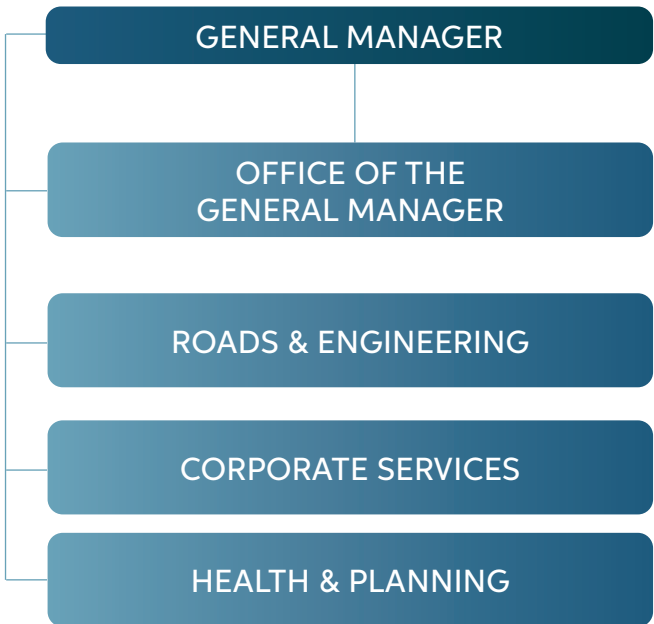 GENERAL MANAGER
OFFICE OF THE
GENERAL MANAGER
ROADS & ENGINEERING
CORPORATE SERVICES
HEALTH & PLANNING